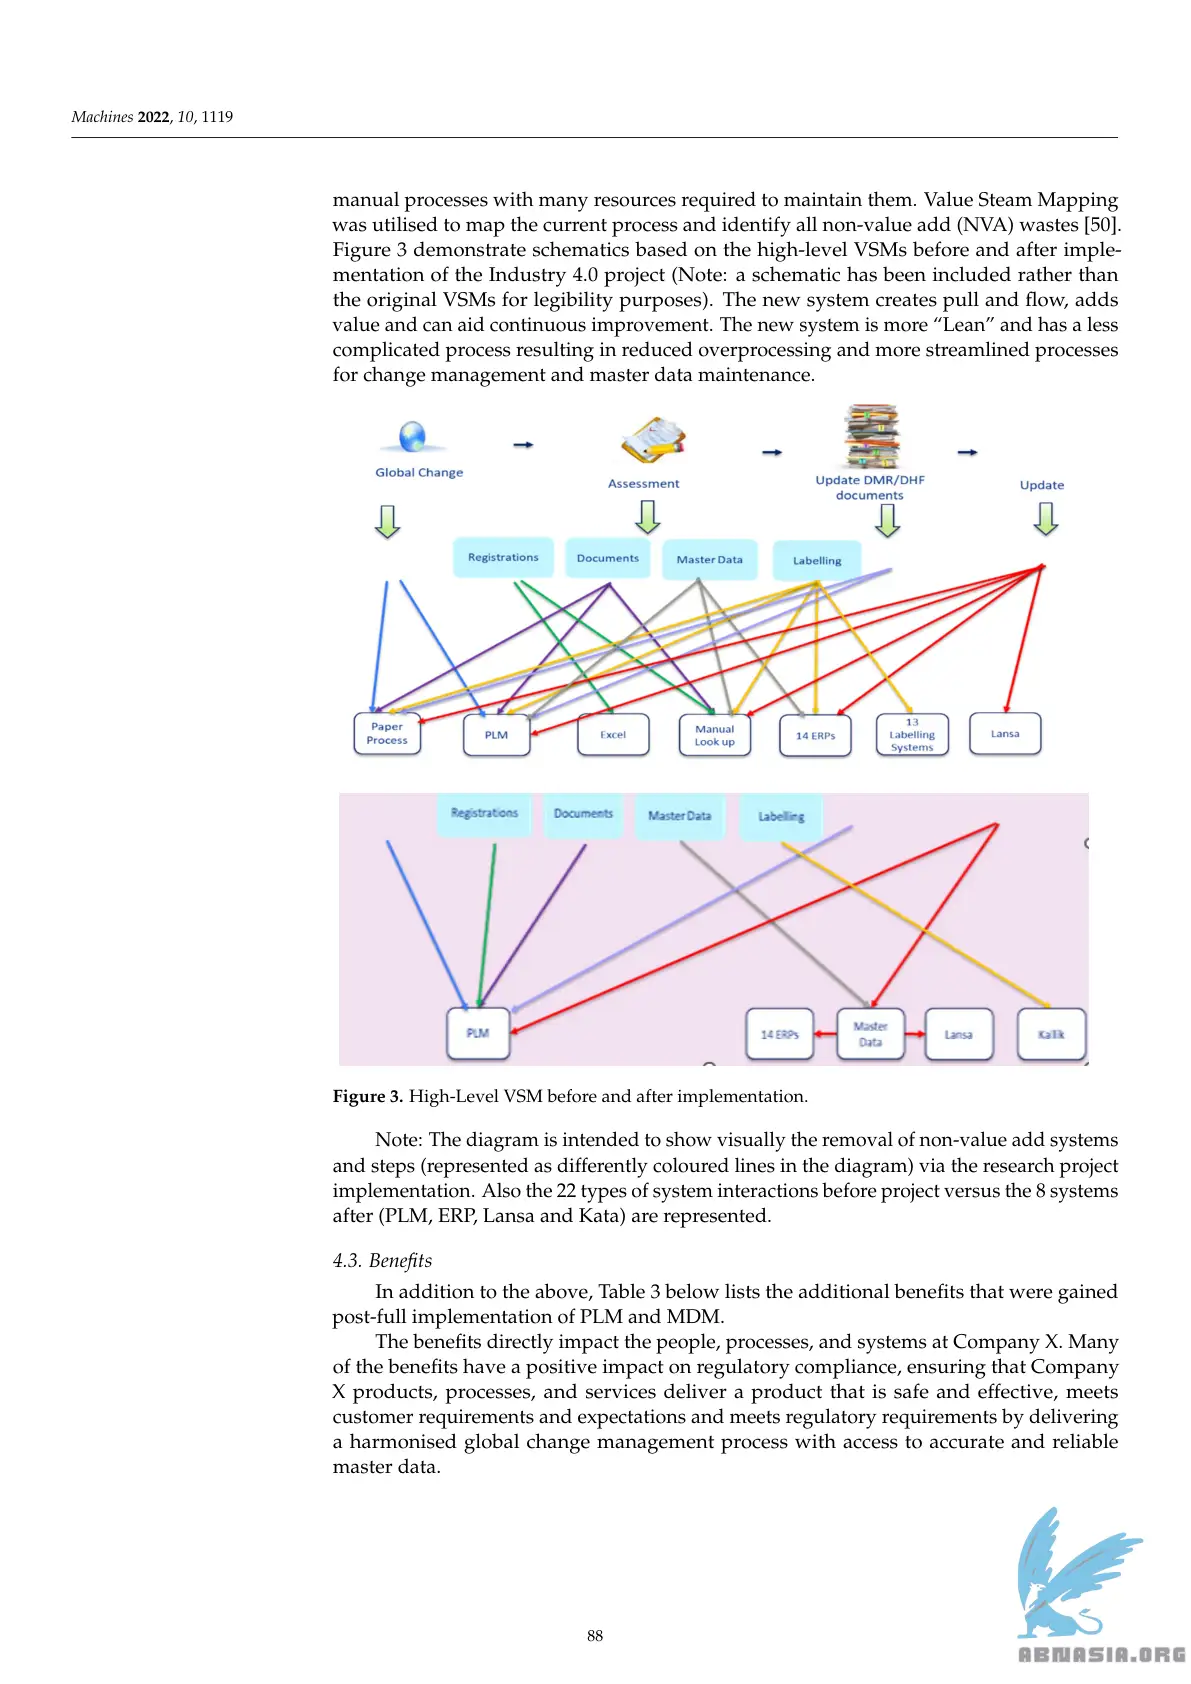 Machines 2022, 10, 1119
manual processes with many resources required to maintain them. Value Steam Mapping
was utilised to map the current process and identify all non-value add (NVA) wastes [50].
Figure 3 demonstrate schematics based on the high-level VSMs before and after imple-
mentation of the Industry 4.0 project (Note: a schematic has been included rather than
the original VSMs for legibility purposes). The new system creates pull and flow, adds
value and can aid continuous improvement. The new system is more “Lean” and has a less
complicated process resulting in reduced overprocessing and more streamlined processes
for change management and master data maintenance.
Global Change
Assessment
Update DMR/DHF
documents
Update
Registrations
Documents
Master Data
Labelling
Paper
Process
PLM
Excel
Manual
Look up
14 ERPs
13
Labelling
Systems
Lansa
Registrations
Documents
Master Data
Labelling
PLM
14 ERPs
Master
Data
Lansa
Kallik
Figure 3. High-Level VSM before and after implementation.
Note: The diagram is intended to show visually the removal of non-value add systems
and steps (represented as differently coloured lines in the diagram) via the research project
implementation. Also the 22 types of system interactions before project versus the 8 systems
after (PLM, ERP, Lansa and Kata) are represented.
4.3. Benefits
In addition to the above, Table 3 below lists the additional benefits that were gained
post-full implementation of PLM and MDM.
The benefits directly impact the people, processes, and systems at Company X. Many
of the benefits have a positive impact on regulatory compliance, ensuring that Company
X products, processes, and services deliver a product that is safe and effective, meets
customer requirements and expectations and meets regulatory requirements by delivering
a harmonised global change management process with access to accurate and reliable
master data.
88
ABNASIA.ORG